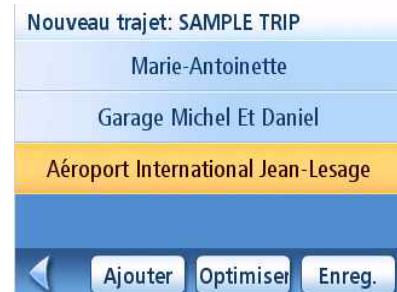 Nouveau trajet: SAMPLE TRIP
Marie-Antoinette
Garage Michel Et Daniel
Aéroport International Jean-Lesage
Ajouter Optimiser Enreg.